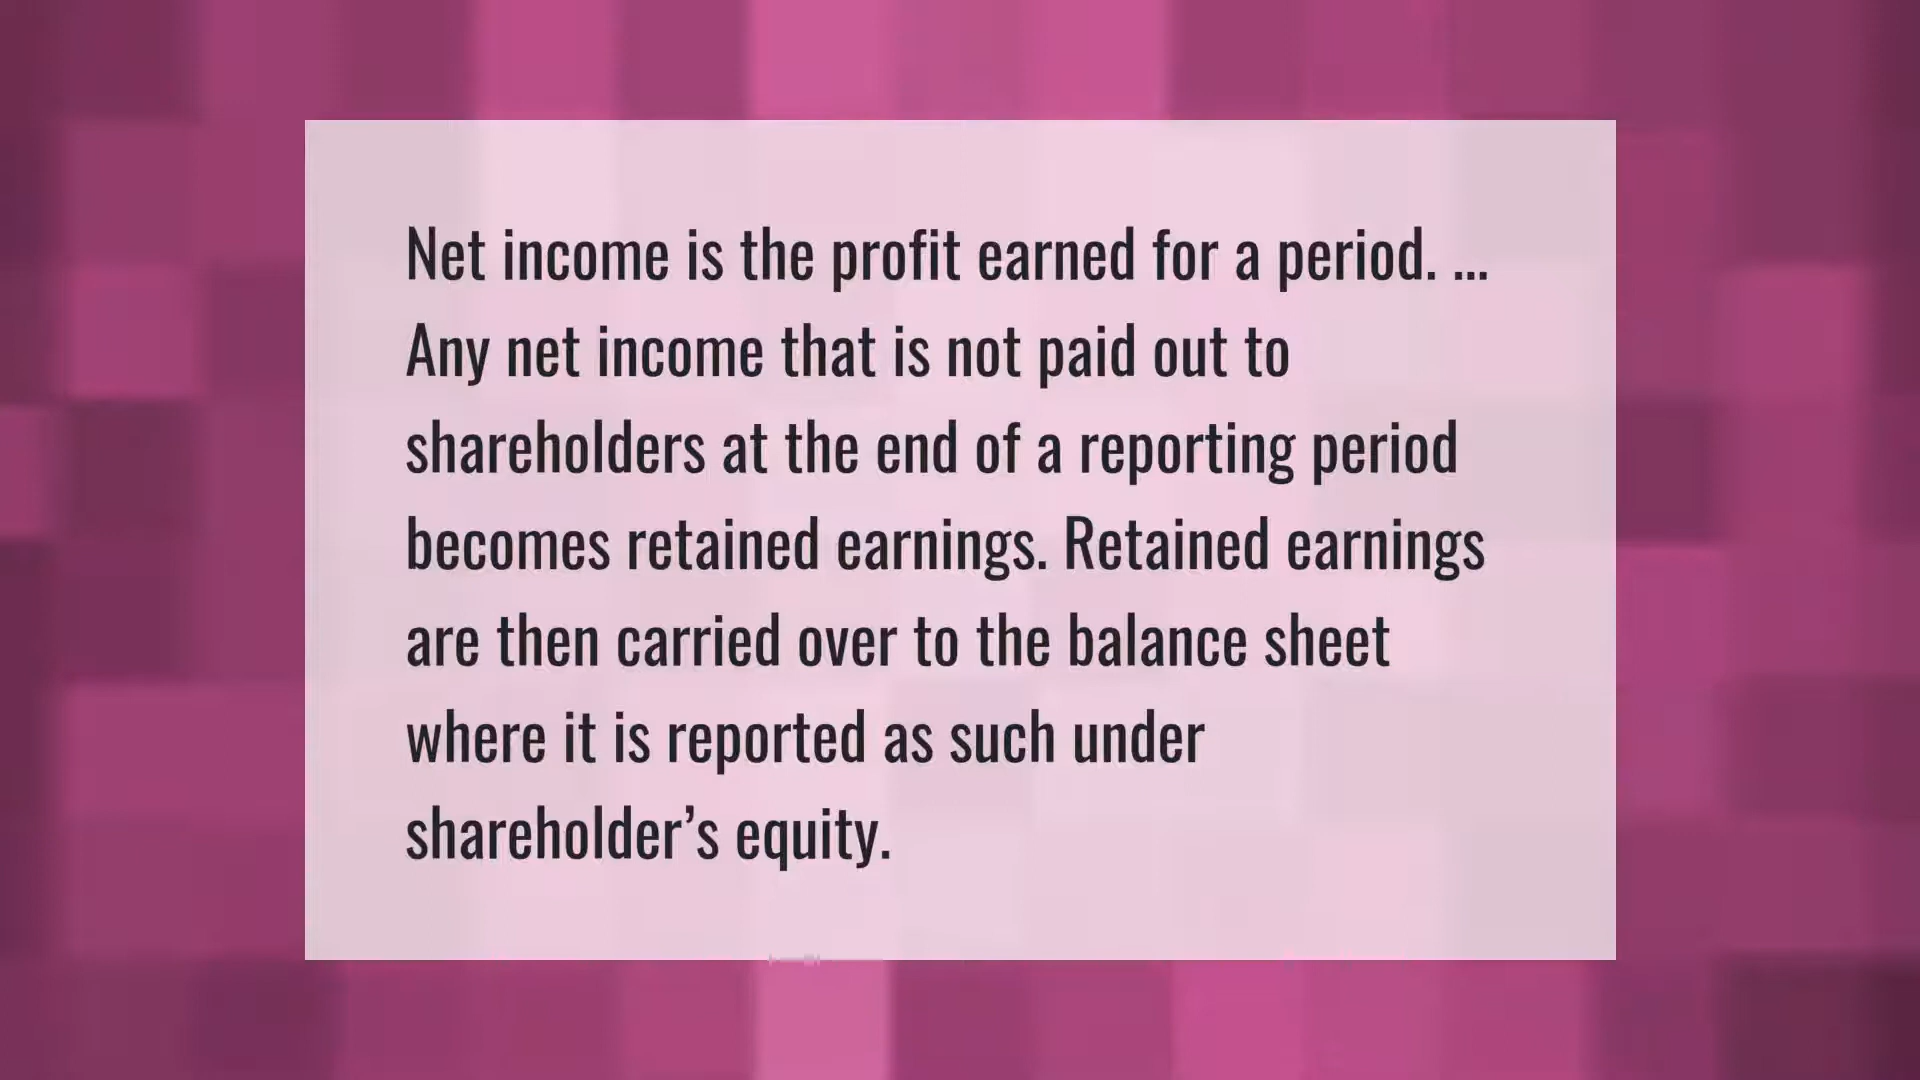 Net income is the profit earned for a period. ...
Any net income that is not paid out to
shareholders at the end of a reporting period
becomes retained earnings. Retained earnings
are then carried over to the balance sheet
where it is reported as such under
shareholder’s equity.